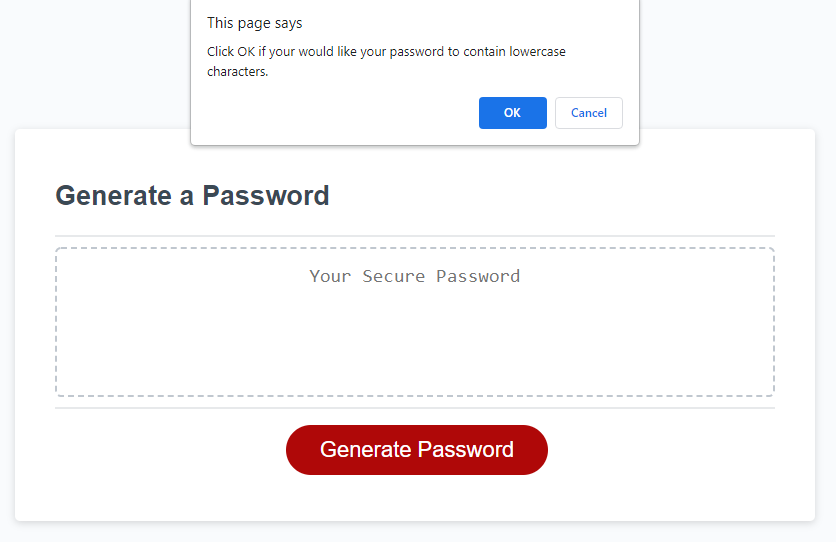 This page says
Click OK if your would like your password to contain lowercase
characters.
OK
Cancel
Generate a Password
Your Secure Password
Generate Password